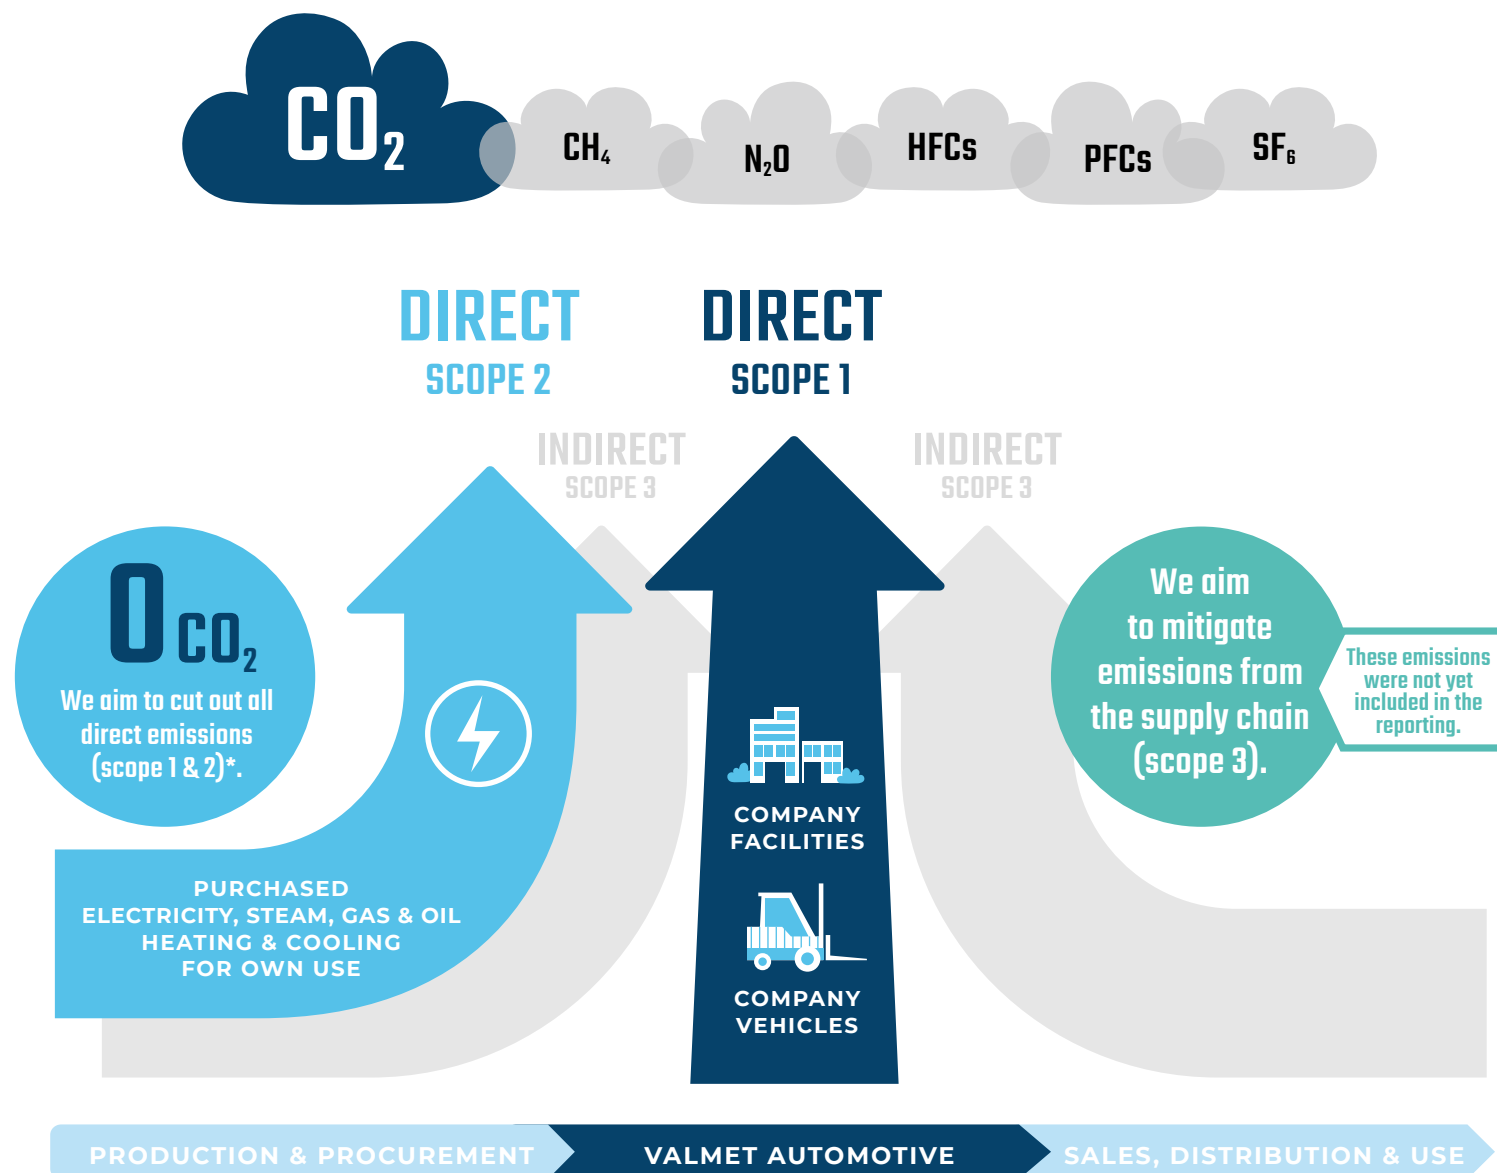 CO₂
CH₄
N₂O
HFCs
PFCs
SF₆
DIRECT
SCOPE 2
DIRECT
SCOPE 1
INDIRECT
SCOPE 3
INDIRECT
SCOPE 3
0 CO₂
We aim to cut out all
direct emissions
(scope 1 & 2)*.
We aim
to mitigate
emissions from
the supply chain
(scope 3).
These emissions
were not yet
included in the
reporting.
COMPANY
FACILITIES
PURCHASED
ELECTRICITY, STEAM, GAS & OIL
HEATING & COOLING
FOR OWN USE
COMPANY
VEHICLES
PRODUCTION & PROCUREMENT
VALMET AUTOMOTIVE
SALES, DISTRIBUTION & USE